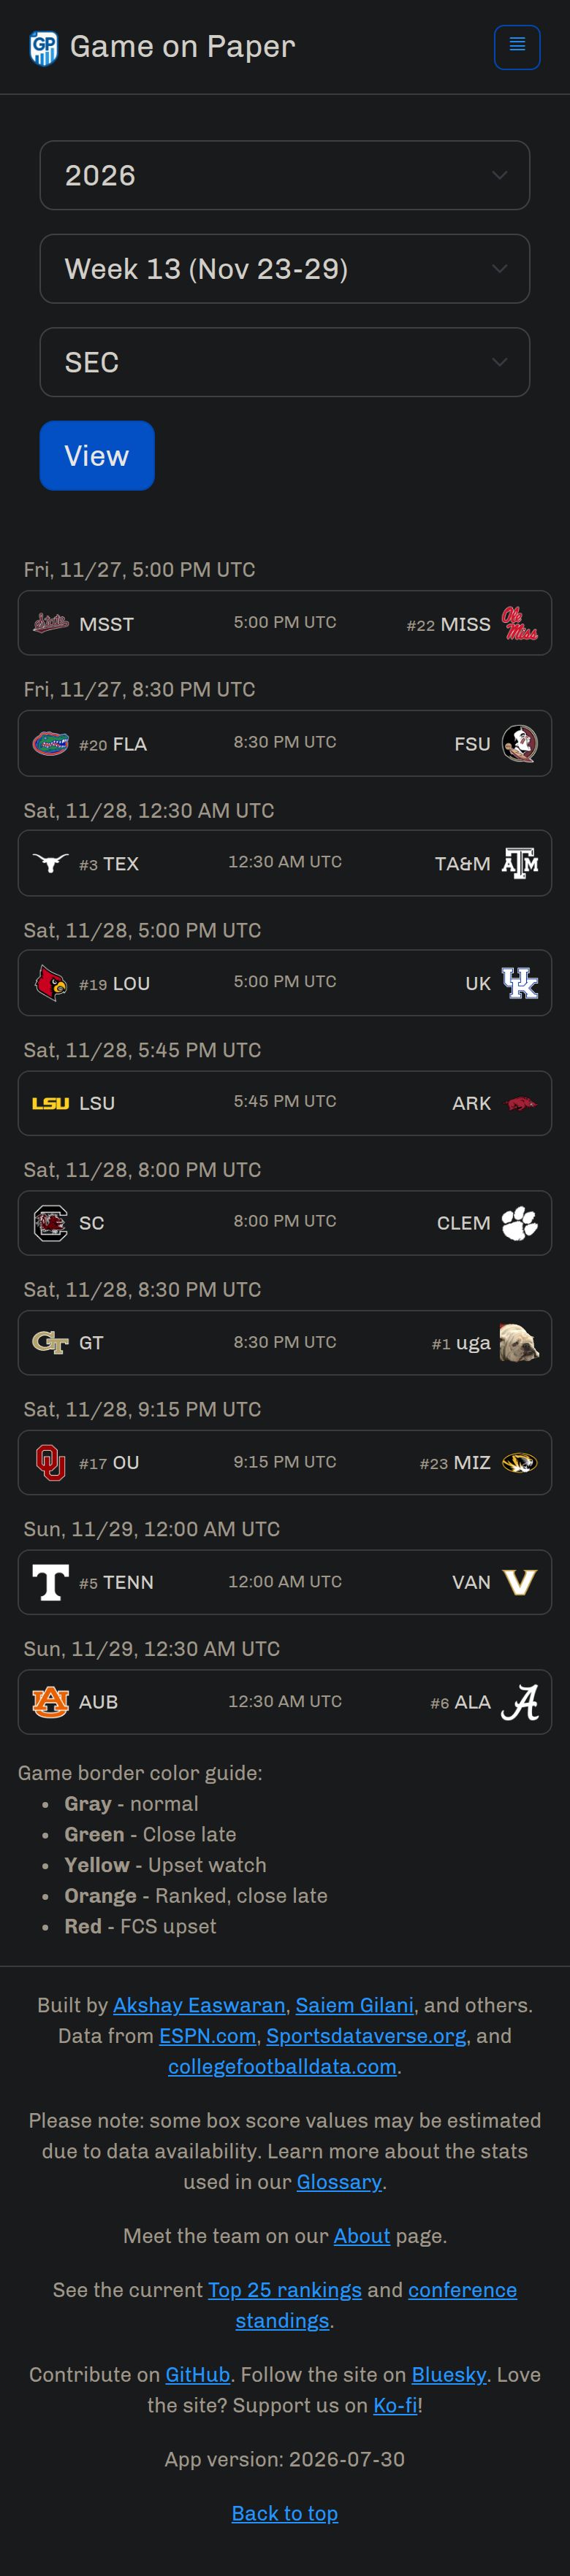 GP Game on Paper
2026
Week 13 (Nov 23-29)
SEC
View
Fri, 11/27, 5:00 PM UTC
State MSST 5:00 PM UTC #22 MISS Ole Miss
Fri, 11/27, 8:30 PM UTC
Gators #20 FLA 8:30 PM UTC FSU
Sat, 11/28, 12:30 AM UTC
#3 TEX 12:30 AM UTC TA&M ATM
Sat, 11/28, 5:00 PM UTC
#19 LOU 5:00 PM UTC UK UK
Sat, 11/28, 5:45 PM UTC
LSU LSU 5:45 PM UTC ARK
Sat, 11/28, 8:00 PM UTC
C SC 8:00 PM UTC CLEM
Sat, 11/28, 8:30 PM UTC
GT GT 8:30 PM UTC #1 uga
Sat, 11/28, 9:15 PM UTC
OU #17 OU 9:15 PM UTC #23 MIZ
Sun, 11/29, 12:00 AM UTC
T #5 TENN 12:00 AM UTC VAN V
Sun, 11/29, 12:30 AM UTC
AU AUB 12:30 AM UTC #6 ALA A
Game border color guide:
• Gray - normal
• Green - Close late
• Yellow - Upset watch
• Orange - Ranked, close late
• Red - FCS upset
Built by Akshay Easwaran, Saiem Gilani, and others.
Data from ESPN.com, Sportsdataverse.org, and
collegefootballdata.com.
Please note: some box score values may be estimated
due to data availability. Learn more about the stats
used in our Glossary.
Meet the team on our About page.
See the current Top 25 rankings and conference
standings.
Contribute on GitHub. Follow the site on Bluesky. Love
the site? Support us on Ko-fi!
App version: 2026-07-30
Back to top